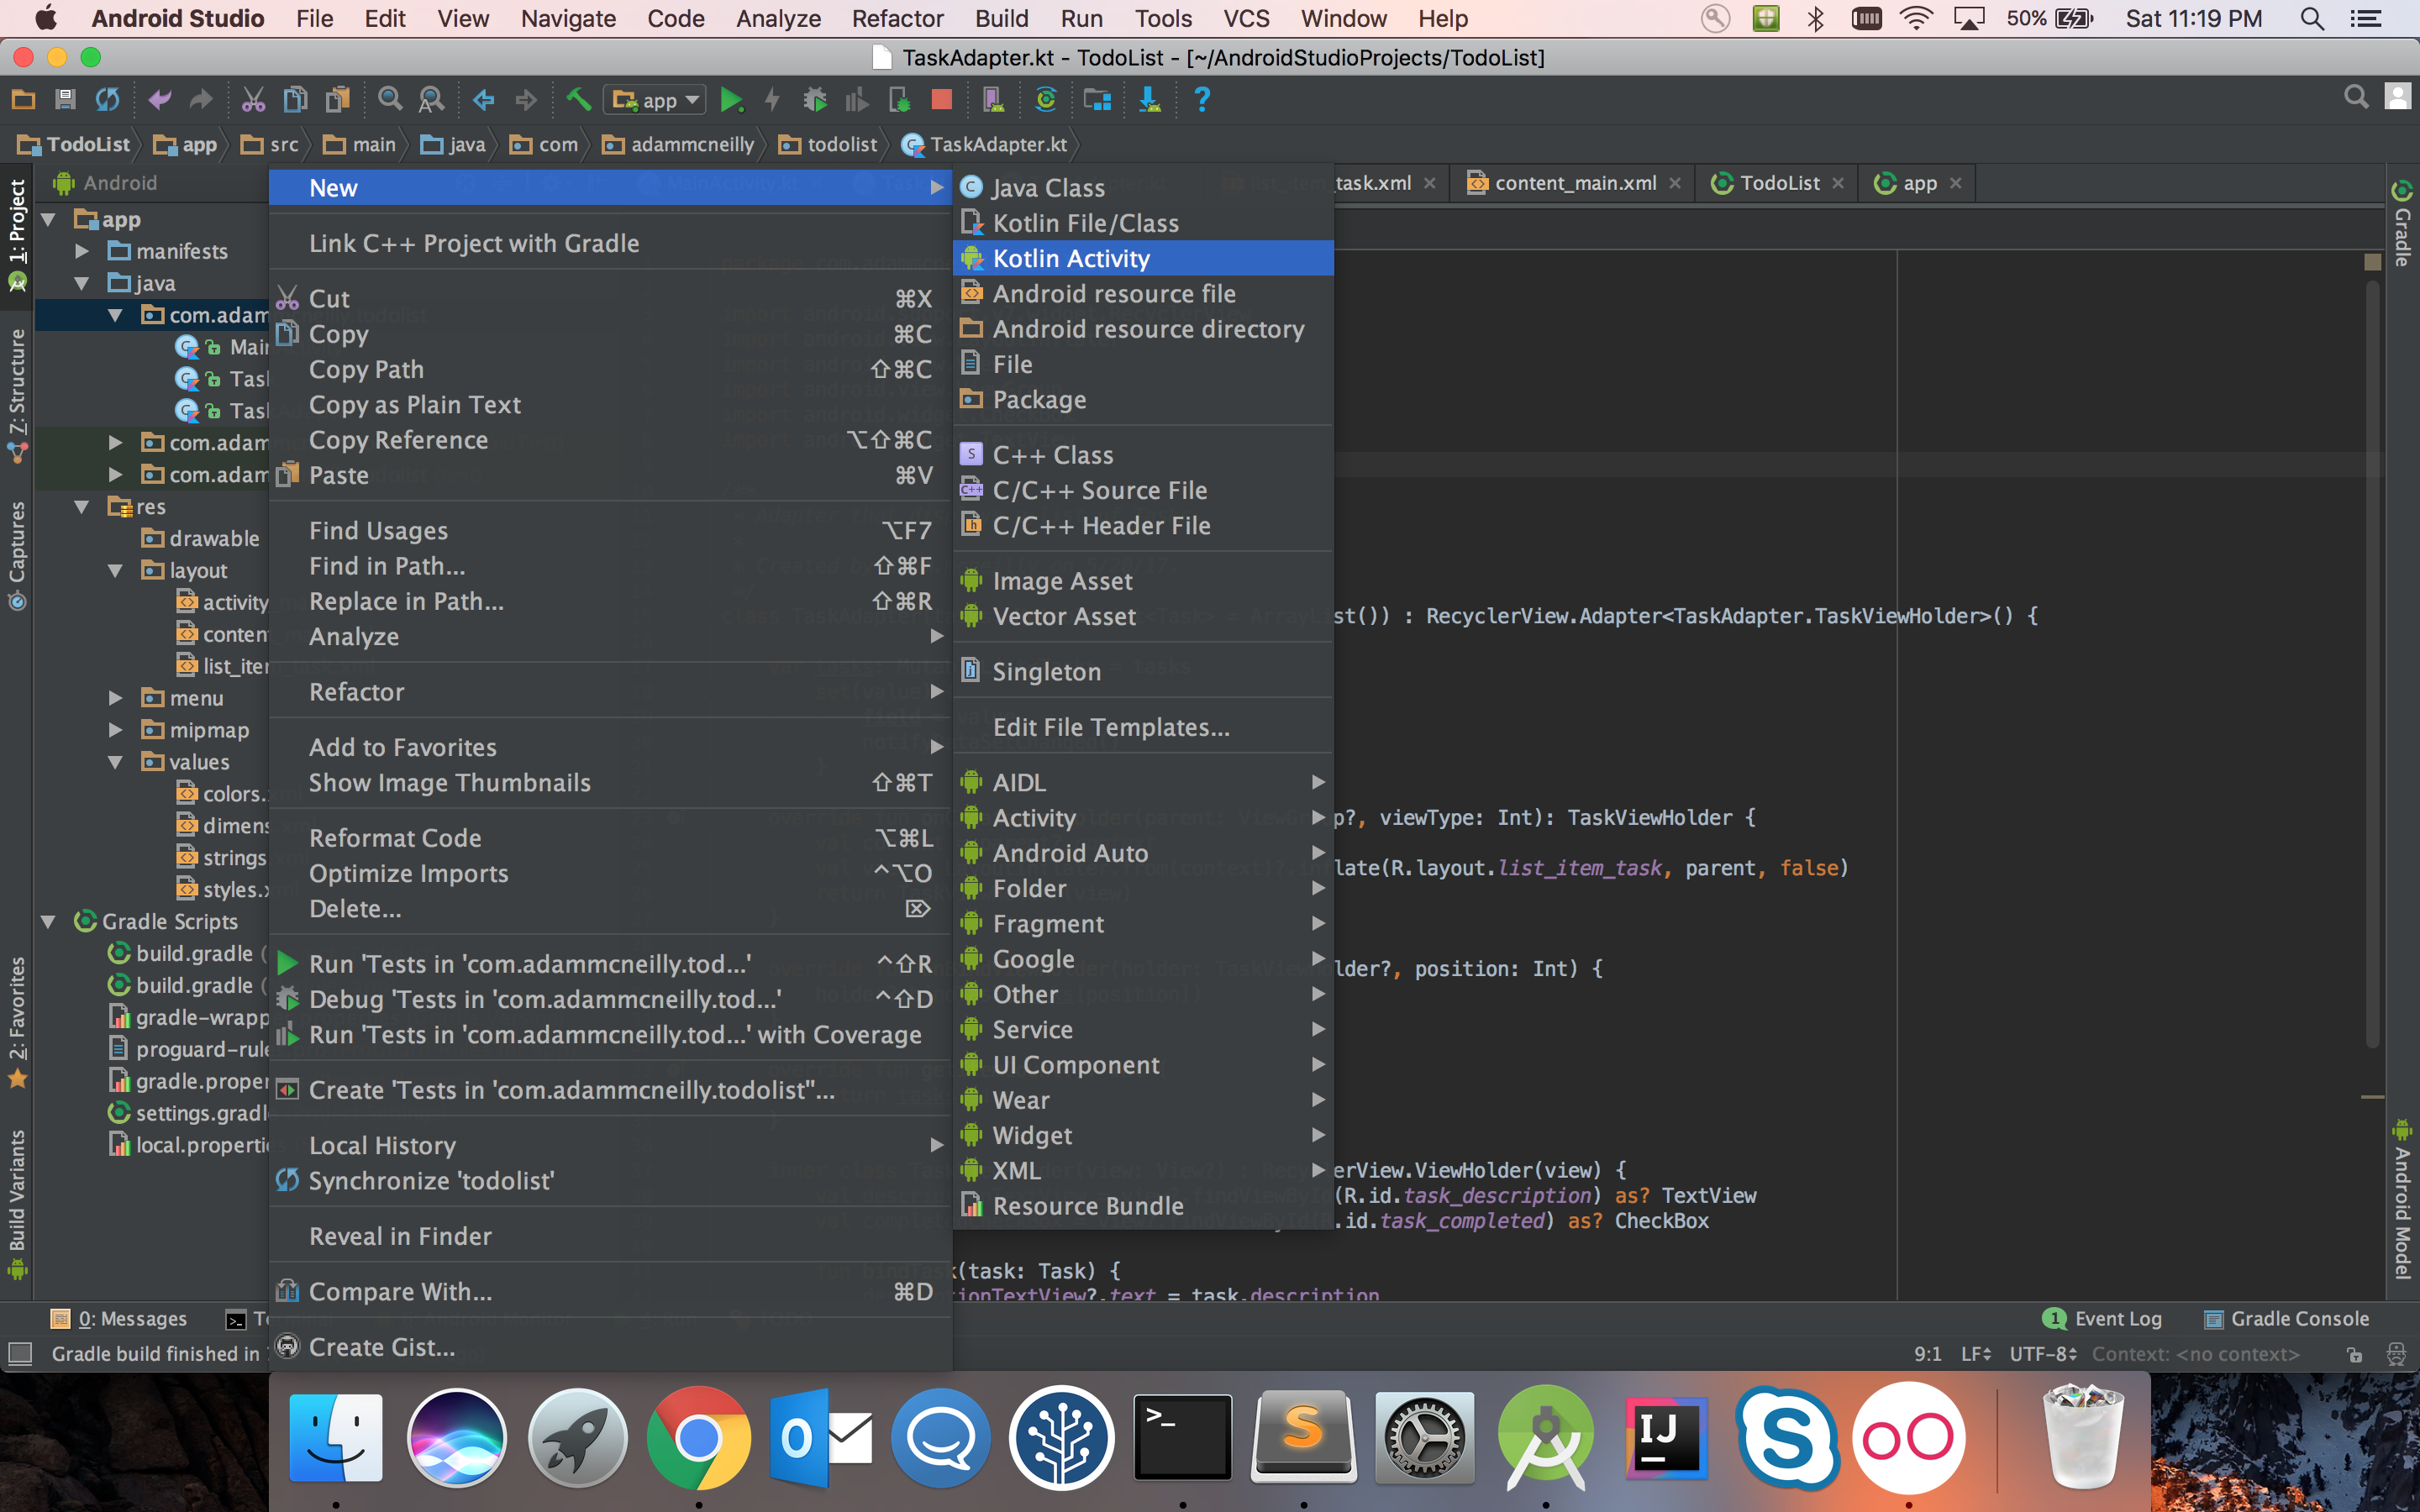 Android Studio File Edit View Navigate Code Analyze Refactor Build Run Tools VCS Window Help 50% Sat 11:19 PM
TaskAdapter.kt - TodoList - [~/AndroidStudioProjects/TodoList]
app
TodoList app src main java com adammcneilly todolist TaskAdapter.kt
1: Project
Z: Structure
Captures
2: Favorites
Build Variants
Android
app
manifests
java
com.adam
Main
Tas
Tas
com.adam
com.adam
res
drawable
layout
activity
content
list_iter
menu
mipmap
values
colors.
dimens
strings
styles.
Gradle Scripts
build.gradle (
build.gradle (
gradle-wrapp
proguard-rule
gradle.proper
settings.gradl
local.properti
New
Link C++ Project with Gradle
Cut ⌘X
Copy ⌘C
Copy Path ⇧⌘C
Copy as Plain Text
Copy Reference ⌥⇧⌘C
Paste ⌘V
Find Usages ⌥F7
Find in Path... ⇧⌘F
Replace in Path... ⇧⌘R
Analyze
Refactor
Add to Favorites
Show Image Thumbnails ⇧⌘T
Reformat Code ⌥⌘L
Optimize Imports ^⌥O
Delete... ⌦
Run 'Tests in 'com.adammcneilly.tod...' ^⇧R
Debug 'Tests in 'com.adammcneilly.tod...' ^⇧D
Run 'Tests in 'com.adammcneilly.tod...' with Coverage
Create 'Tests in 'com.adammcneilly.todolist''...
Local History
Synchronize 'todolist'
Reveal in Finder
Compare With... ⌘D
Create Gist...
Java Class
Kotlin File/Class
Kotlin Activity
Android resource file
Android resource directory
File
Package
C++ Class
C/C++ Source File
C/C++ Header File
Image Asset
Vector Asset
Singleton
Edit File Templates...
AIDL
Activity
Android Auto
Folder
Fragment
Google
Other
Service
UI Component
Wear
Widget
XML
Resource Bundle
task.xml content_main.xml TodoList app
st()) : RecyclerView.Adapter<TaskAdapter.TaskViewHolder>() {
p?, viewType: Int): TaskViewHolder {
late(R.layout.list_item_task, parent, false)
lder?, position: Int) {
erView.ViewHolder(view) {
(R.id.task_description) as? TextView
.id.task_completed) as? CheckBox
(task: Task) {
ionTextView?.text = task.description
Gradle
Android Model
0: Messages Te Event Log Gradle Console
1
Gradle build finished in 9:1 LF UTF-8 Context: <no context>
>_
S
IJ
S
O